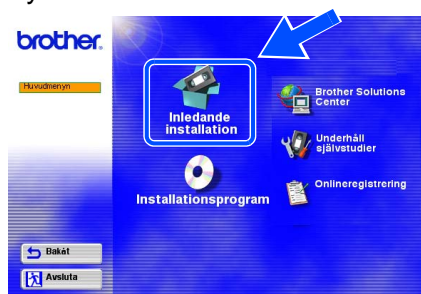 brother.
Huvudmenyn
Inledande
installation
Installationsprogram
Brother Solutions
Center
Underhåll
självstudier
Onlineregistrering
Bakåt
Avsluta